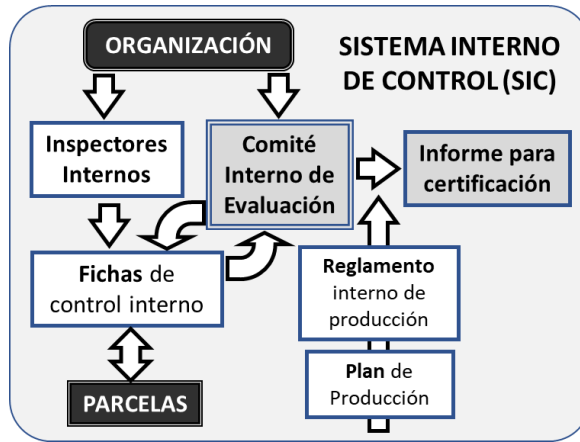 ORGANIZACIÓN
SISTEMA INTERNO
DE CONTROL (SIC)
Inspectores
Internos
Comité
Interno de
Evaluación
Informe para
certificación
Fichas de
control interno
Reglamento
interno de
producción
Plan de
Producción
PARCELAS